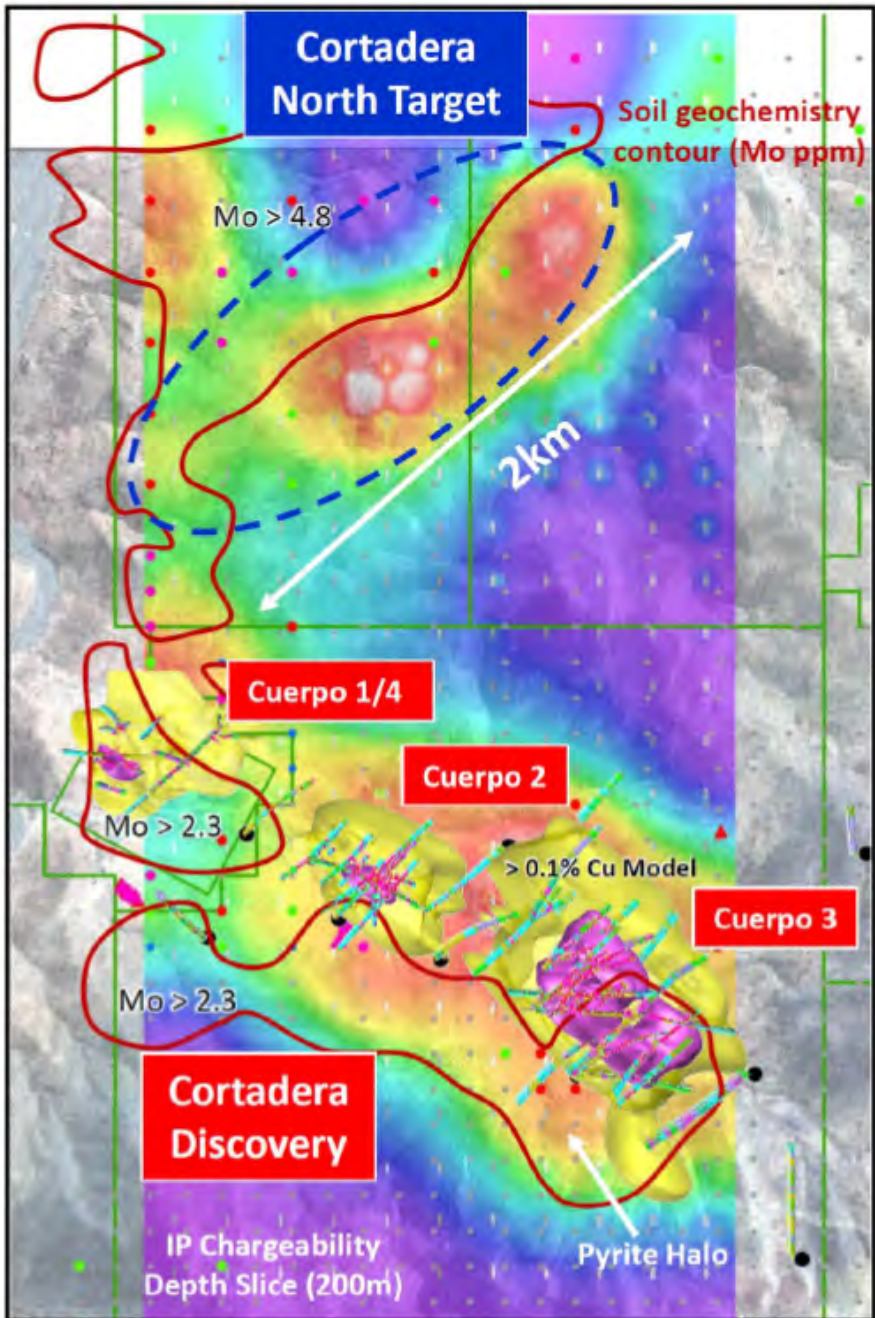 Cortadera
North Target
Soil geochemistry
contour (Mo ppm)
Mo > 4.8
2km
Cuerpo 1/4
Cuerpo 2
Mo > 2.3
> 0.1% Cu Model
Cuerpo 3
Mo > 2.3
Cortadera
Discovery
IP Chargeability
Depth Slice (200m)
Pyrite Halo